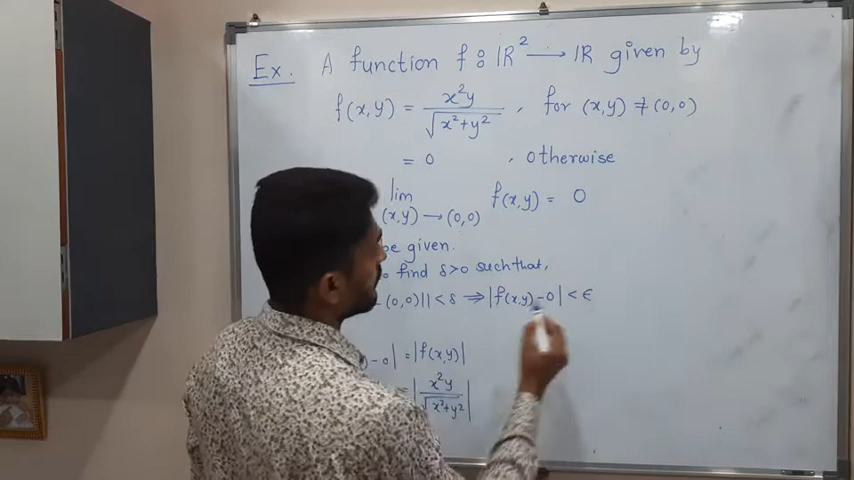 Ex. A function f : IR² → IR given by
f(x,y) = x²y / √x²+y² , for (x,y) ≠ (0,0)
= 0 , otherwise
lim (x,y) → (0,0) f(x,y) = 0
be given.
find δ>0 such that,
- (0,0)|| < δ ⇒ |f(x,y)-0| < ϵ
-0| = |f(x,y)|
= |x²y / √x²+y²|